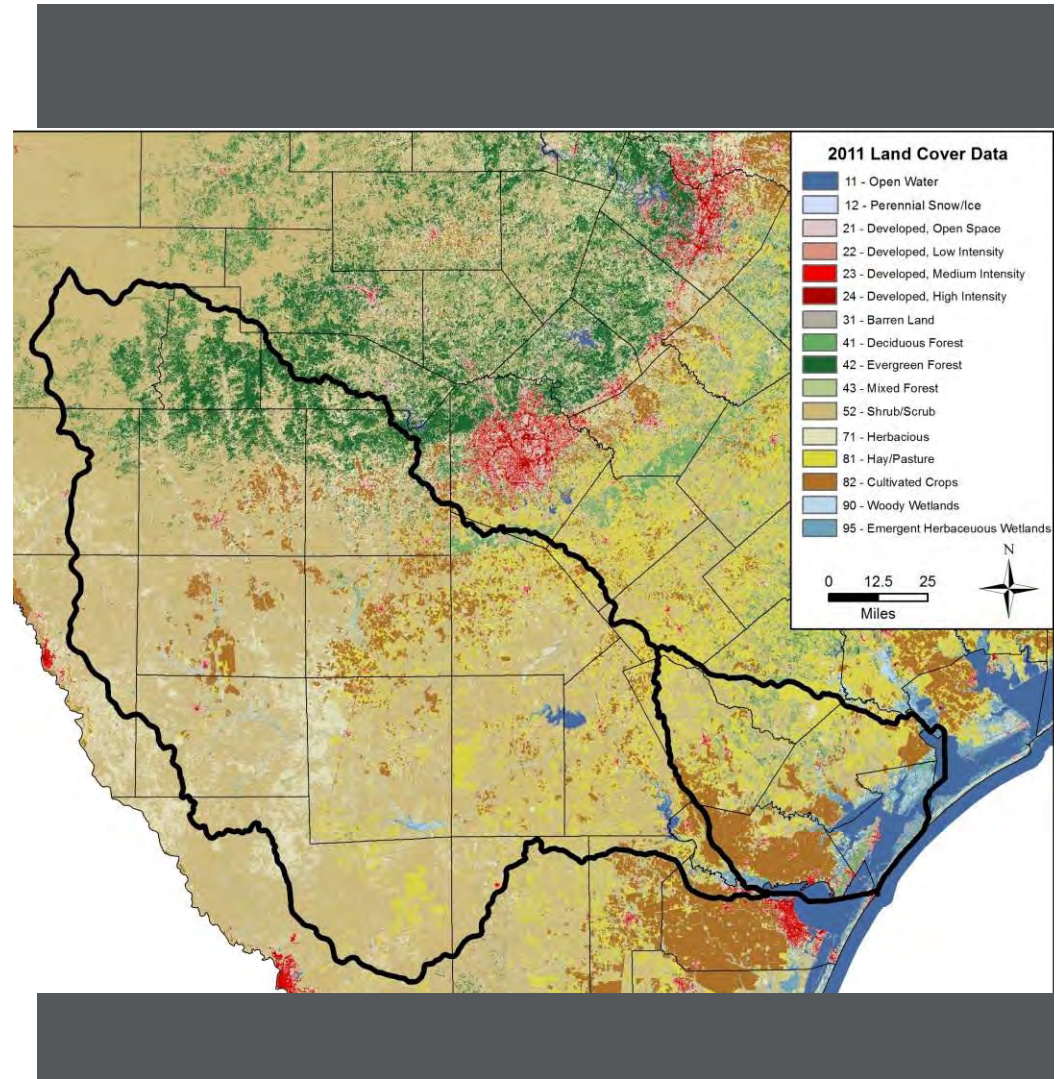 2011 Land Cover Data
11 - Open Water
12 - Perennial Snow/Ice
21 - Developed, Open Space
22 - Developed, Low Intensity
23 - Developed, Medium Intensity
24 - Developed, High Intensity
31 - Barren Land
41 - Deciduous Forest
42 - Evergreen Forest
43 - Mixed Forest
52 - Shrub/Scrub
71 - Herbacious
81 - Hay/Pasture
82 - Cultivated Crops
90 - Woody Wetlands
95 - Emergent Herbaceuous Wetlands
N
0 12.5 25
Miles